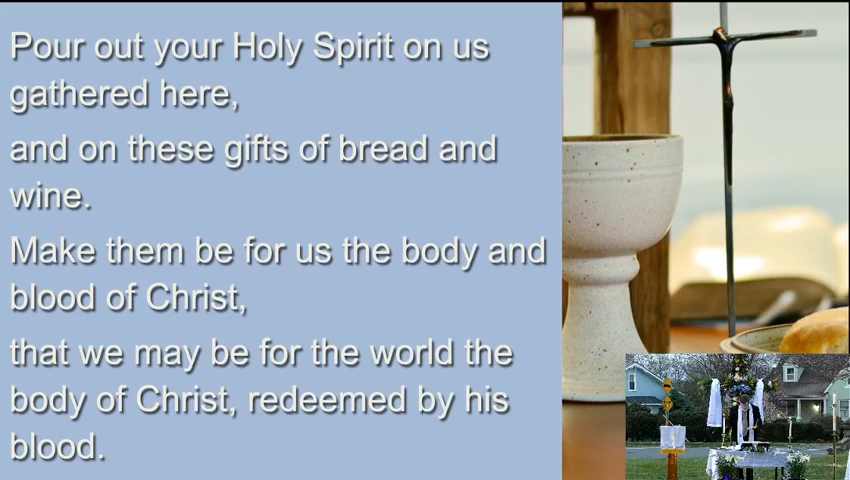 Pour out your Holy Spirit on us
gathered here,
and on these gifts of bread and
wine.
Make them be for us the body and
blood of Christ,
that we may be for the world the
body of Christ, redeemed by his
blood.